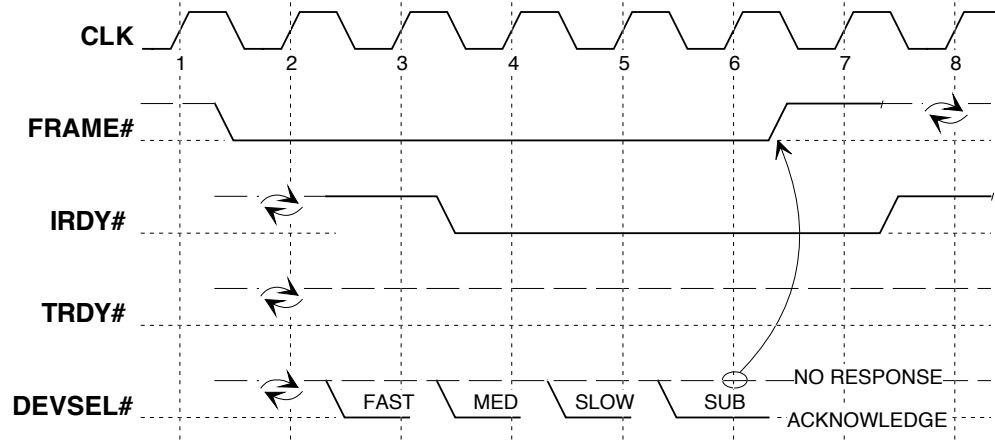 CLK
1 2 3 4 5 6 7 8
FRAME#
IRDY#
TRDY#
DEVSEL#
FAST MED SLOW SUB
NO RESPONSE
ACKNOWLEDGE